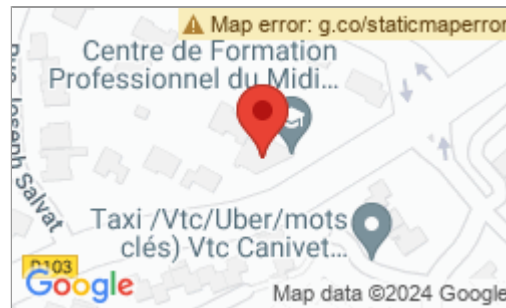 Map error: g.co/staticmaperror
Centre de Formation
Professionnel du Midi...
Rue Joseph Salvat
Taxi /Vtc/Uber/mots
clés) Vtc Canivet...
D103
Google
Map data ©2024 Google